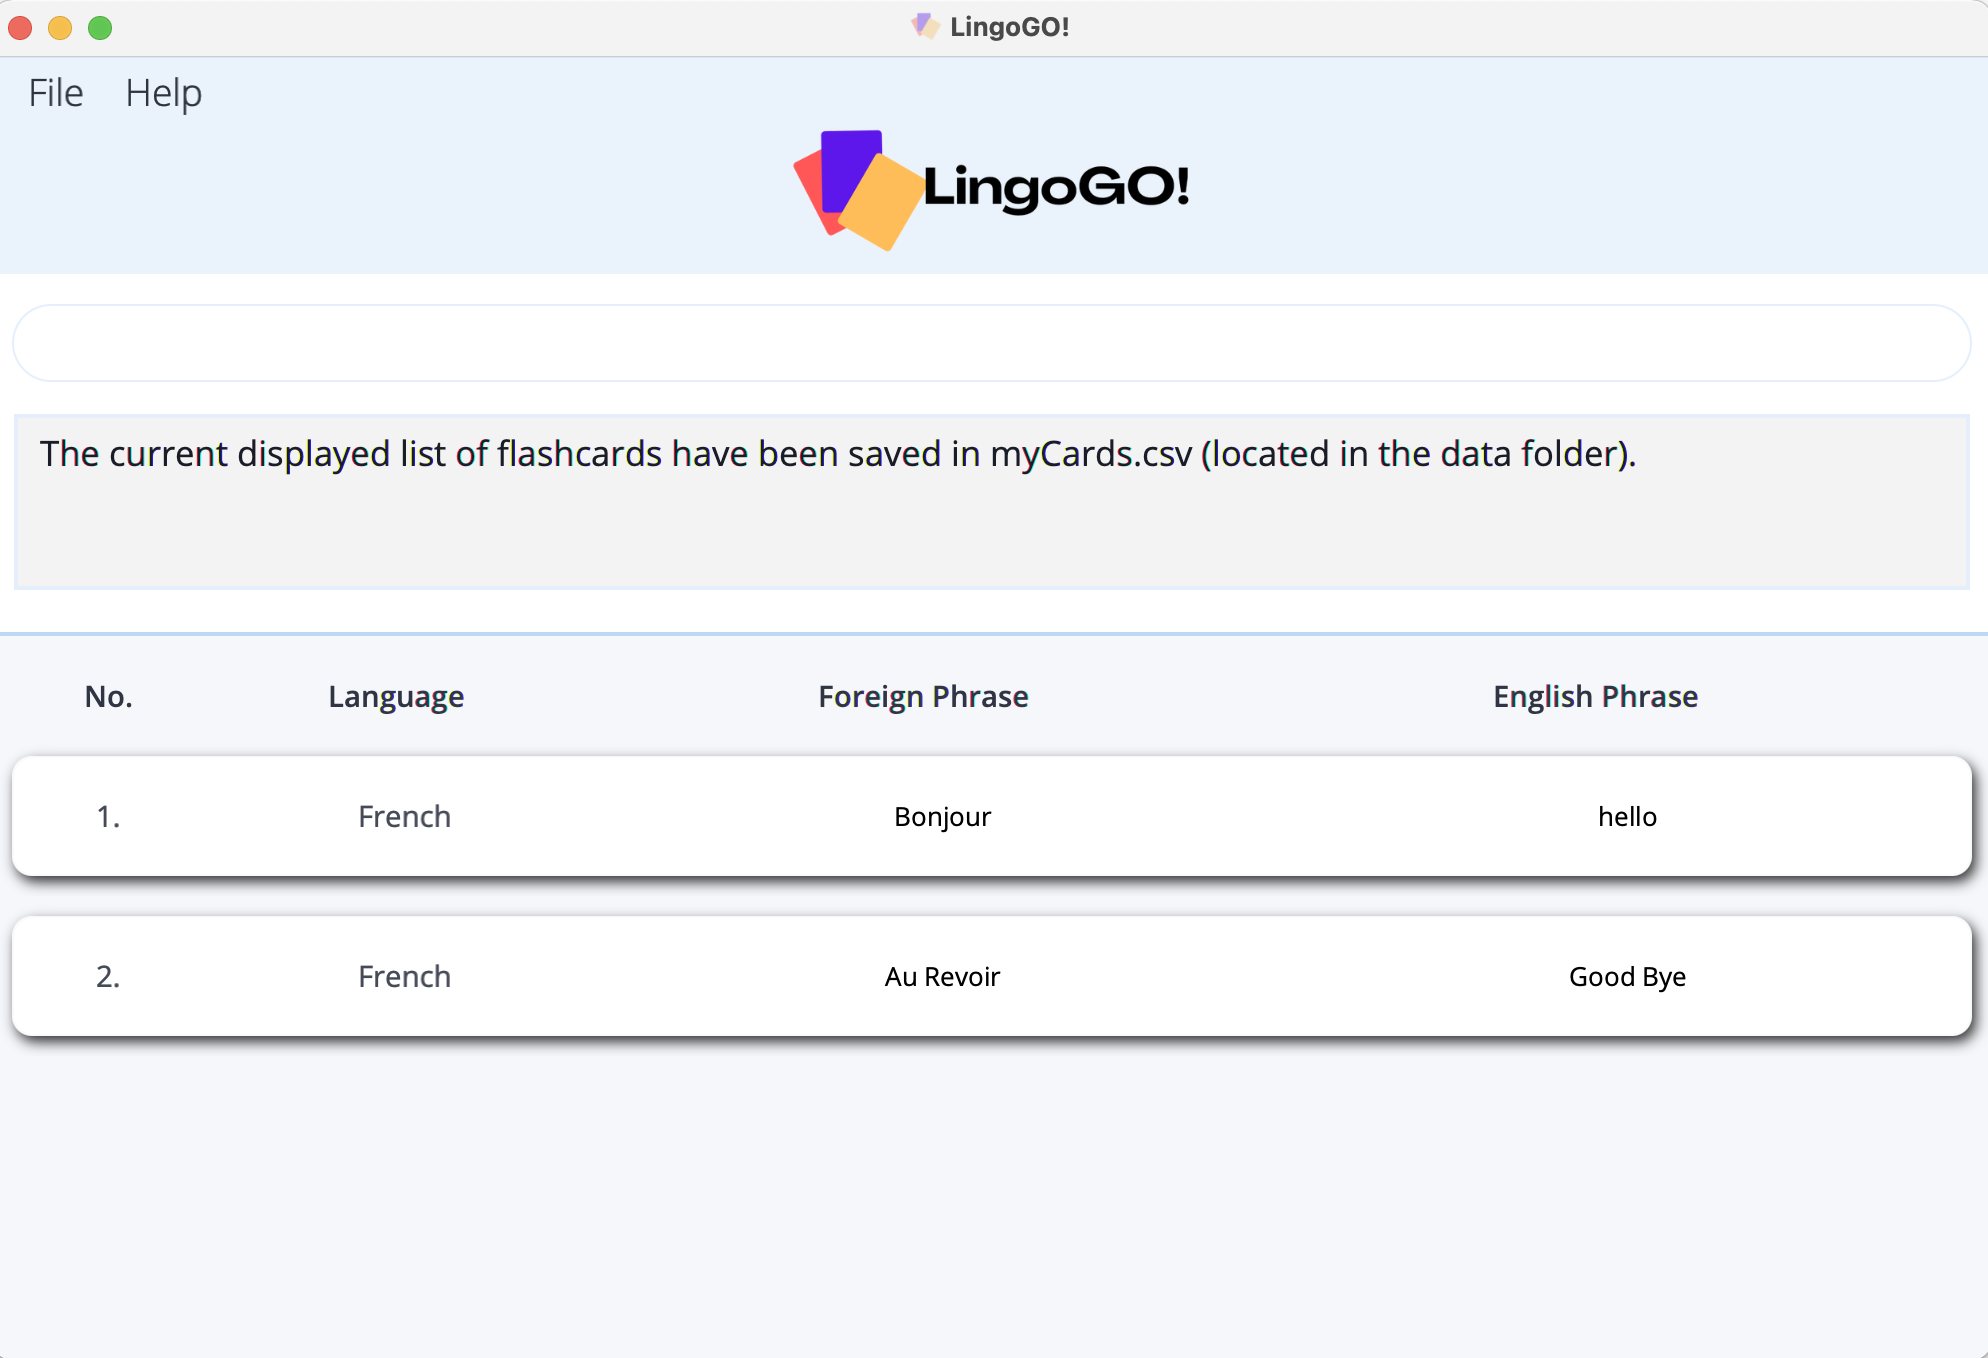 LingoGO!
File Help
LingoGO!
The current displayed list of flashcards have been saved in myCards.csv (located in the data folder).
No. Language Foreign Phrase English Phrase
1. French Bonjour hello
2. French Au Revoir Good Bye